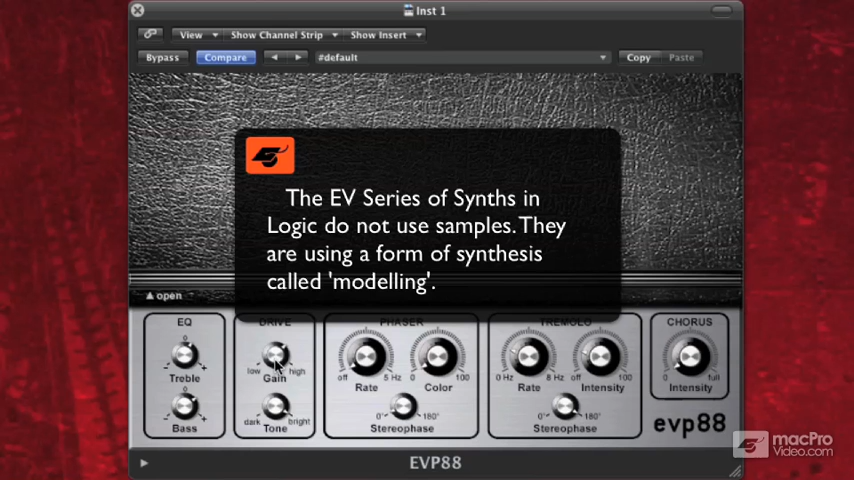 Inst 1
View Show Channel Strip Show Insert
Bypass Compare #default Copy Paste
The EV Series of Synths in
Logic do not use samples. They
are using a form of synthesis
called 'modelling'.
open
EQ DRIVE PHASER TREMOLO CHORUS
0
Treble
low high
Gain
off 5 Hz
Rate
0 100
Color
0 Hz 8 Hz
Rate
off 100
Intensity
full
Intensity
0
Bass
dark bright
Tone
0° 180°
Stereophase
0° 180°
Stereophase
evp88
macPro
Video.com
EVP88